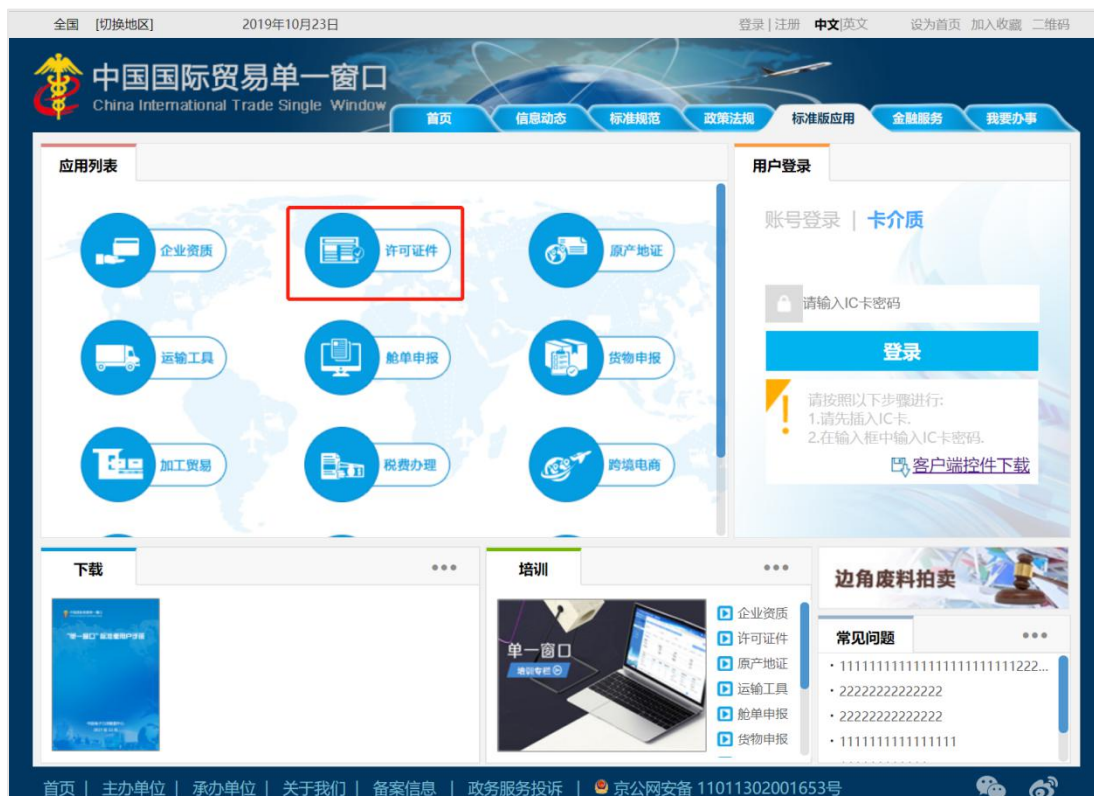 全国 [切换地区] 2019年10月23日 登录 | 注册 中文|英文 设为首页 加入收藏 二维码
中国国际贸易单一窗口
China International Trade Single Window
首页 信息动态 标准规范 政策法规 标准版应用 金融服务 我要办事
应用列表
企业资质 许可证件 原产地证
运输工具 舱单申报 货物申报
加工贸易 税费办理 跨境电商
用户登录
账号登录 | 卡介质
请输入IC卡密码
登录
请按照以下步骤进行:
1.请先插入IC卡.
2.在输入框中输入IC卡密码.
客户端控件下载
下载
"单一窗口"标准版用户手册
培训
单一窗口
培训专栏
企业资质
许可证件
原产地证
运输工具
舱单申报
货物申报
边角废料拍卖
常见问题
· 1111111111111111111111111222...
· 22222222222222
· 22222222222222
· 1111111111111111
首页 | 主办单位 | 承办单位 | 关于我们 | 备案信息 | 政务服务投诉 | 京公网安备 11011302001653号